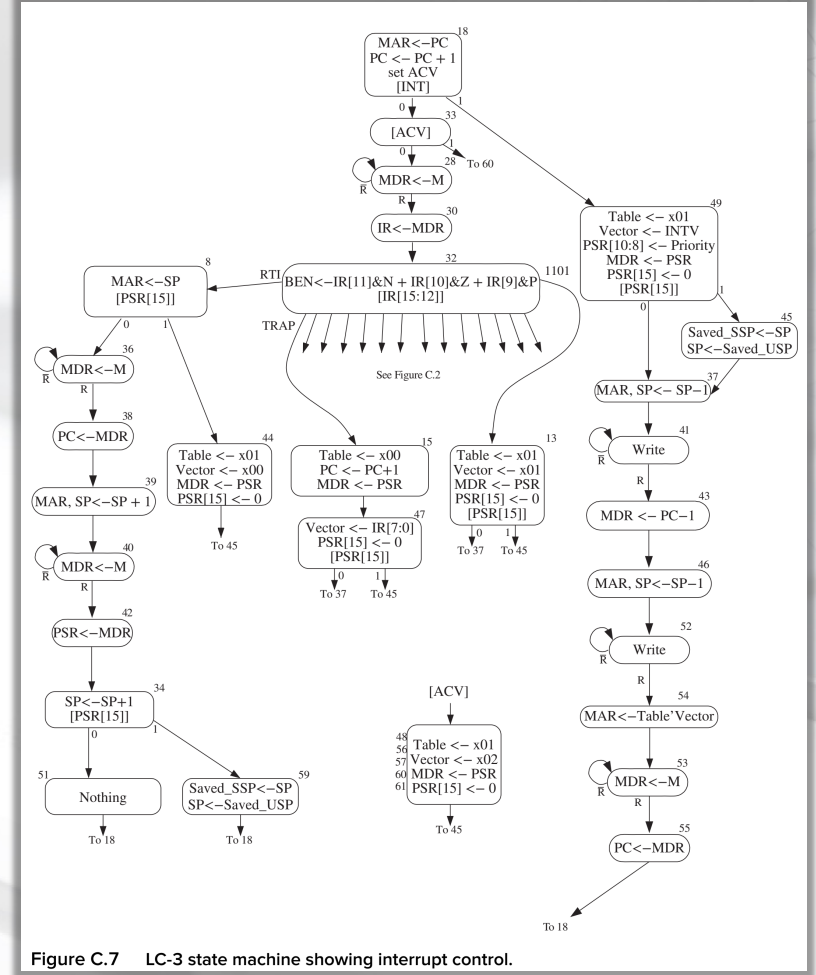 18
MAR<–PC
PC <– PC + 1
set ACV
[INT]
0
1
33
[ACV]
0
1
To 60
28
MDR<–M
R̅
R
30
IR<–MDR
32
BEN<–IR[11]&N + IR[10]&Z + IR[9]&P
[IR[15:12]]
RTI
1101
TRAP
See Figure C.2
8
MAR<–SP
[PSR[15]]
0
1
36
MDR<–M
R̅
R
38
PC<–MDR
39
MAR, SP<–SP + 1
40
MDR<–M
R̅
R
42
PSR<–MDR
34
SP<–SP+1
[PSR[15]]
0
1
51
Nothing
To 18
59
Saved_SSP<–SP
SP<–Saved_USP
To 18
44
Table <– x01
Vector <– x00
MDR <– PSR
PSR[15] <– 0
To 45
15
Table <– x00
PC <– PC+1
MDR <– PSR
47
Vector <– IR[7:0]
PSR[15] <– 0
[PSR[15]]
0
1
To 37
To 45
13
Table <– x01
Vector <– x01
MDR <– PSR
PSR[15] <– 0
[PSR[15]]
0
1
To 37
To 45
[ACV]
48
56
57
60
61
Table <– x01
Vector <– x02
MDR <– PSR
PSR[15] <– 0
To 45
49
Table <– x01
Vector <– INTV
PSR[10:8] <– Priority
MDR <– PSR
PSR[15] <– 0
[PSR[15]]
0
1
45
Saved_SSP<–SP
SP<–Saved_USP
37
MAR, SP<– SP–1
41
Write
R̅
R
43
MDR <– PC–1
46
MAR, SP<–SP–1
52
Write
R̅
R
54
MAR<–Table'Vector
53
MDR<–M
R̅
R
55
PC<–MDR
To 18
Figure C.7 LC-3 state machine showing interrupt control.